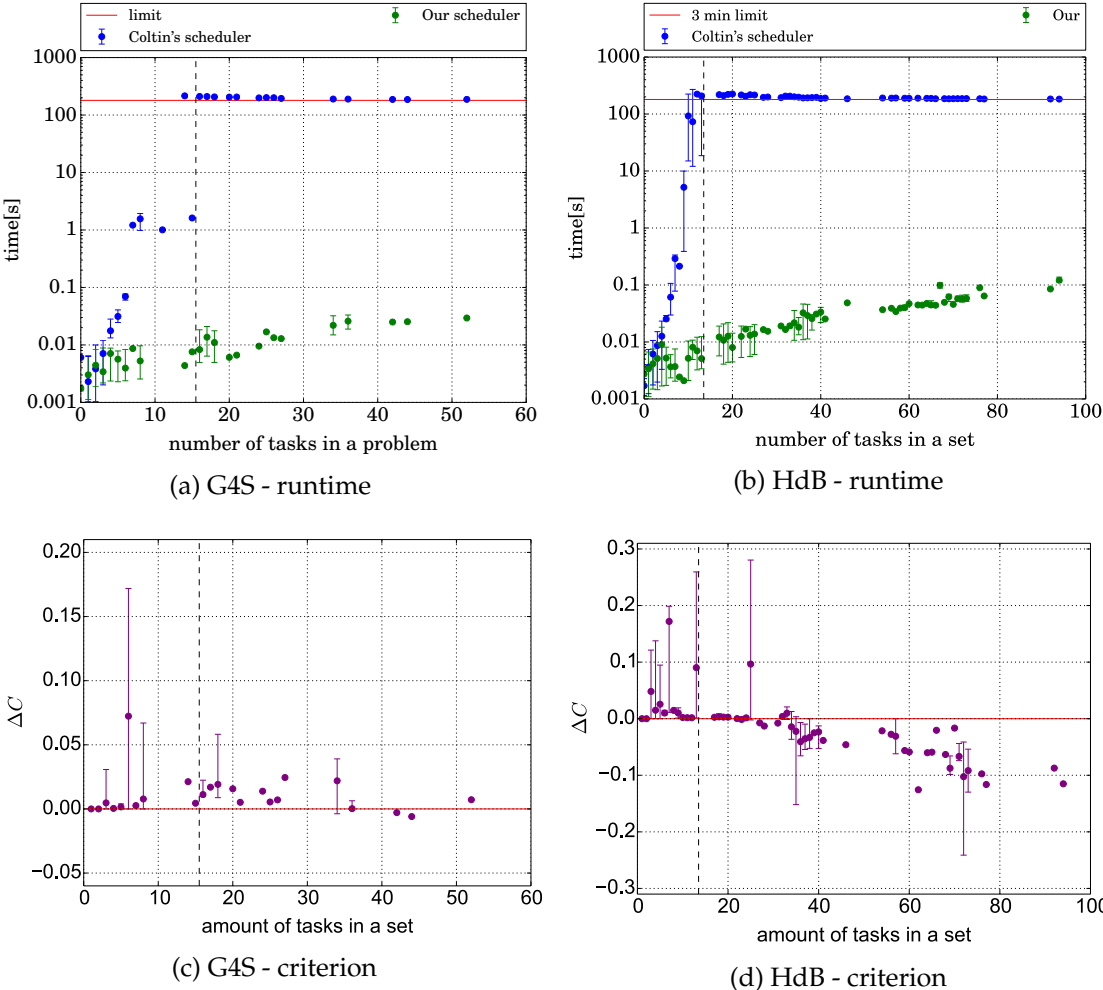 limit
Coltin's scheduler
Our scheduler
1000
100
10
1
0.1
0.01
0.001
time[s]
0 10 20 30 40 50 60
number of tasks in a problem
(a) G4S - runtime
3 min limit
Coltin's scheduler
Our
1000
100
10
1
0.1
0.01
0.001
time[s]
0 20 40 60 80 100
number of tasks in a set
(b) HdB - runtime
0.20
0.15
0.10
0.05
0.00
−0.05
ΔC
0 10 20 30 40 50 60
amount of tasks in a set
(c) G4S - criterion
0.3
0.2
0.1
0.0
−0.1
−0.2
−0.3
ΔC
0 20 40 60 80 100
amount of tasks in a set
(d) HdB - criterion